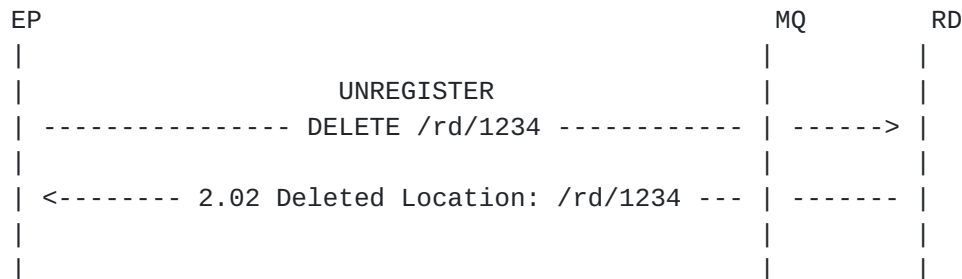 EP                                                MQ        RD
|                                               |         |
|                    UNREGISTER                 |         |
| ---------------- DELETE /rd/1234 ------------ | ------> |
|                                               |         |
| <-------- 2.02 Deleted Location: /rd/1234 --- | ------- |
|                                               |         |
|                                               |         |